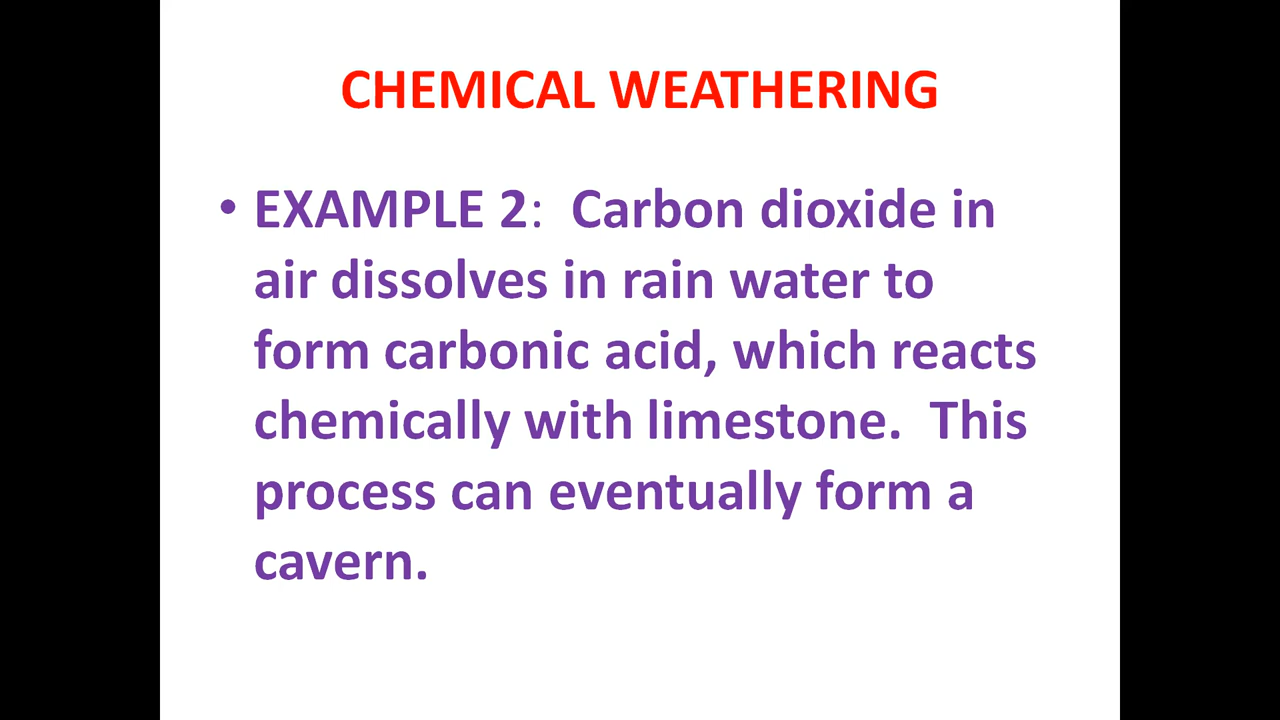 CHEMICAL WEATHERING
• EXAMPLE 2:  Carbon dioxide in
air dissolves in rain water to
form carbonic acid, which reacts
chemically with limestone.  This
process can eventually form a
cavern.